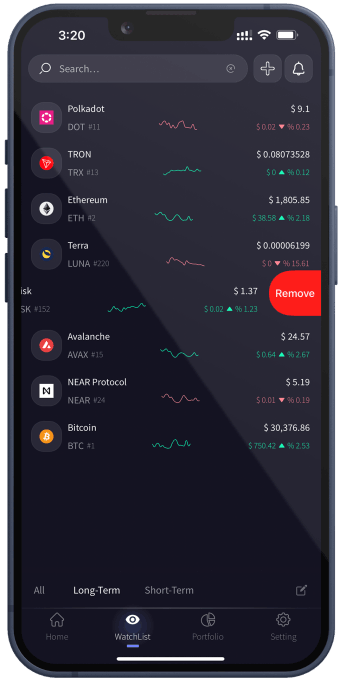 3:20
Search...
Polkadot $ 9.1
DOT #11 $ 0.02 ▼ % 0.23
TRON $ 0.08073528
TRX #13 $ 0 ▲ % 0.12
Ethereum $ 1,805.85
ETH #2 $ 38.58 ▲ % 2.18
Terra $ 0.00006199
LUNA #220 $ 0 ▼ % 15.61
isk $ 1.37
SK #152 $ 0.02 ▲ % 1.23
Remove
Avalanche $ 24.57
AVAX #15 $ 0.64 ▲ % 2.67
NEAR Protocol $ 5.19
NEAR #24 $ 0.01 ▼ % 0.19
Bitcoin $ 30,376.86
BTC #1 $ 750.42 ▲ % 2.53
All Long-Term Short-Term
Home WatchList Portfolio Setting